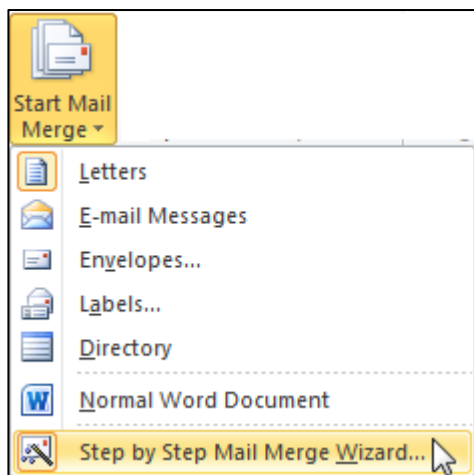 Start Mail
Merge
Letters
E-mail Messages
Envelopes...
Labels...
Directory
Normal Word Document
Step by Step Mail Merge Wizard...